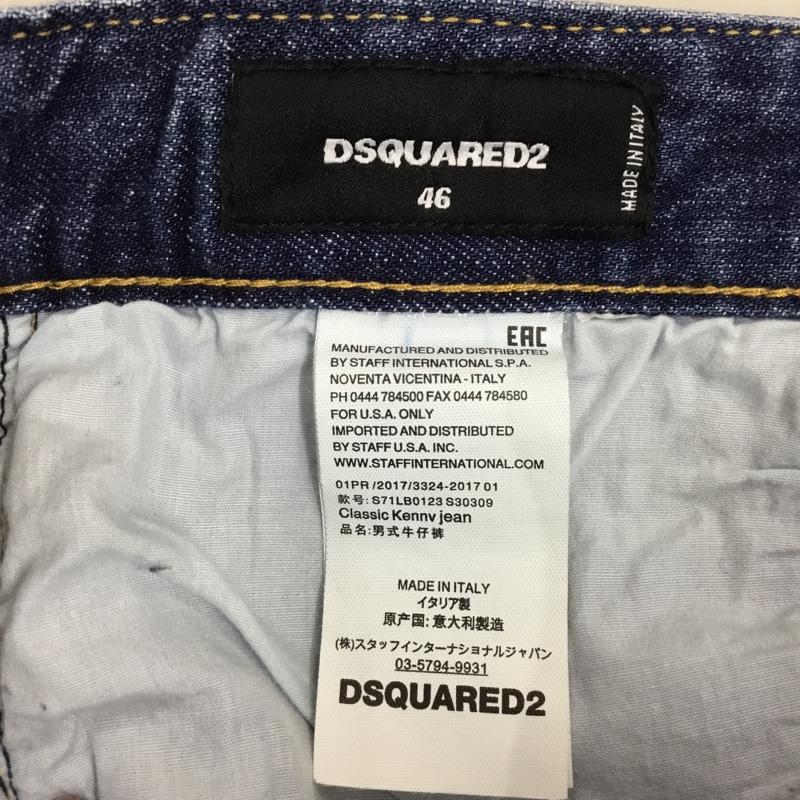 DSQUARED2
46
MADE IN ITALY
EAC
MANUFACTURED AND DISTRIBUTED
BY STAFF INTERNATIONAL S.P.A.
NOVENTA VICENTINA - ITALY
PH 0444 784500 FAX 0444 784580
FOR U.S.A. ONLY
IMPORTED AND DISTRIBUTED
BY STAFF U.S.A. INC.
WWW.STAFFINTERNATIONAL.COM
01PR /2017/3324-2017 01
款号: S71LB0123 S30309
Classic Kennv jean
品名:男式牛仔裤
MADE IN ITALY
イタリア製
原产国: 意大利製造
(株)スタッフインターナショナルジャパン
03-5794-9931
DSQUARED2